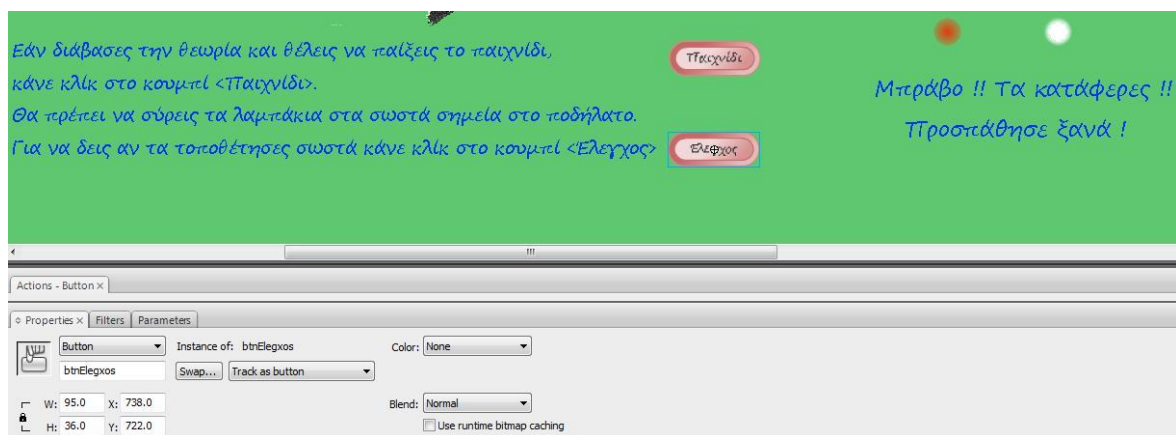 Εάν διάβασες την θεωρία και θέλεις να παίξεις το παιχνίδι,
κάνε κλίκ στο κουμπί <Παιχνίδι>.
Θα πρέπει να σύρεις τα λαμπάκια στα σωστά σημεία στο ποδήλατο.
Για να δεις αν τα τοποθέτησες σωστά κάνε κλίκ στο κουμπί <Έλεγχος>
Παιχνίδι
Έλεγχος
Μπράβο !! Τα κατάφερες !!
Προσπάθησε ξανά !
Actions - Button ×
Properties × Filters Parameters
Button Instance of: btnElegxos Color: None
btnElegxos Swap... Track as button
W: 95.0 X: 738.0 Blend: Normal
H: 36.0 Y: 722.0 Use runtime bitmap caching